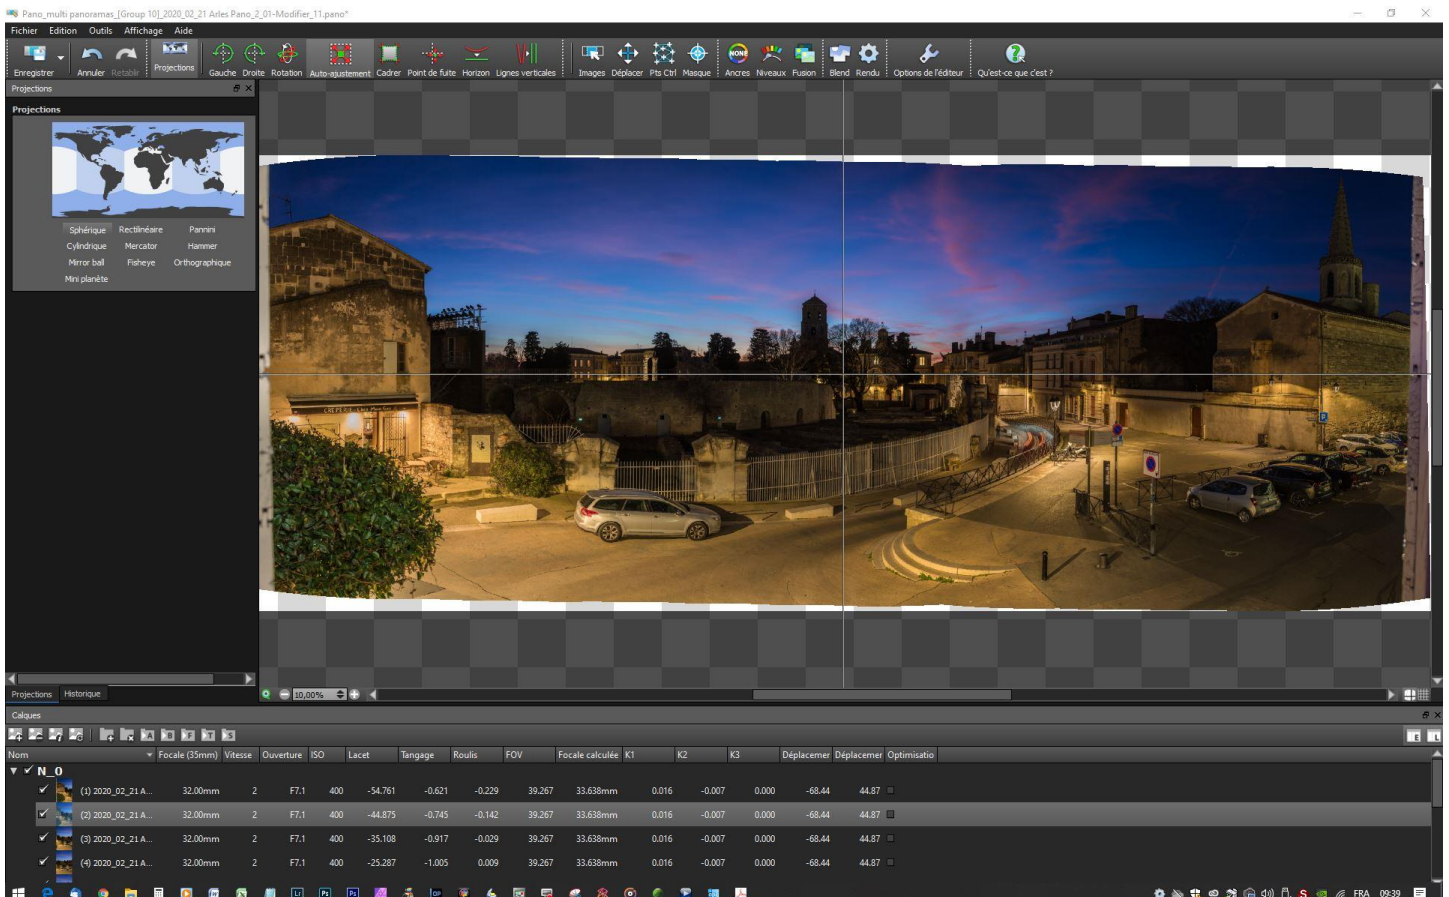 Pano_multi panoramas_[Group 10]_2020_02_21 Arles Pano_2_01-Modifier_11.pano*
Fichier Edition Outils Affichage Aide
Enregistrer Annuler Retablir Projections Gauche Droite Rotation Auto-ajustement Cadrer Point de fuite Horizon Lignes verticales Images Déplacer Pts Ctrl Masque NONE Ancres Niveaux Fusion Blend Rendu Options de l'éditeur Qu'est-ce que c'est ?
Projections
Projections
Sphérique Rectilinéaire Pannini
Cylindrique Mercator Hammer
Mirror ball Fisheye Orthographique
Mini planète
Projections Historique
10,00%
Calques
A B F T S E L
Nom Focale (35mm) Vitesse Ouverture ISO Lacet Tangage Roulis FOV Focale calculée K1 K2 K3 Déplacemer Déplacemer Optimisatio
N_0
(1) 2020_02_21 A... 32.00mm 2 F7.1 400 -54.761 -0.621 -0.229 39.267 33.638mm 0.016 -0.007 0.000 -68.44 44.87
(2) 2020_02_21 A... 32.00mm 2 F7.1 400 -44.875 -0.745 -0.142 39.267 33.638mm 0.016 -0.007 0.000 -68.44 44.87
(3) 2020_02_21 A... 32.00mm 2 F7.1 400 -35.108 -0.917 -0.029 39.267 33.638mm 0.016 -0.007 0.000 -68.44 44.87
(4) 2020_02_21 A... 32.00mm 2 F7.1 400 -25.287 -1.005 0.009 39.267 33.638mm 0.016 -0.007 0.000 -68.44 44.87
Lr Ps Ps OP S FRA 09:39